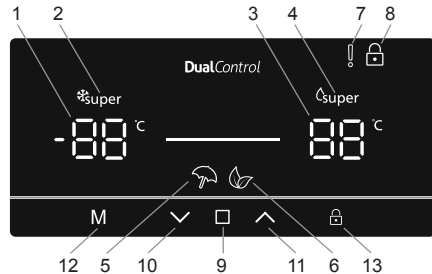 1 2 3 4 7 8
DualControl
super super
-88 °C 88 °C
M
12 5 10 9 11 6 13